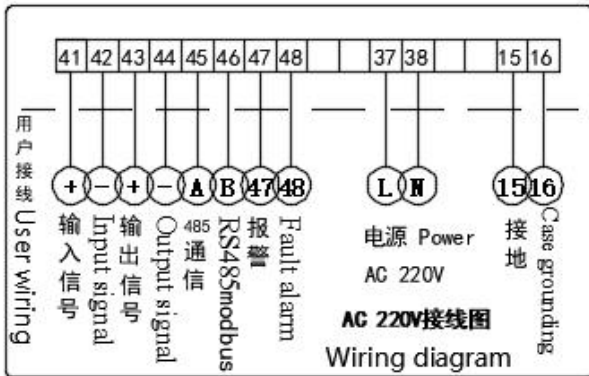 41 42 43 44 45 46 47 48 37 38 15 16
用户接线
User wiring
+ - + - A B 47 48 L N 15 16
输入信号
Input signal
输出信号
Output signal
485
通信
RS485modbus
报警
Fault alarm
电源 Power
AC 220V
接地
Case grounding
AC 220V接线图
Wiring diagram